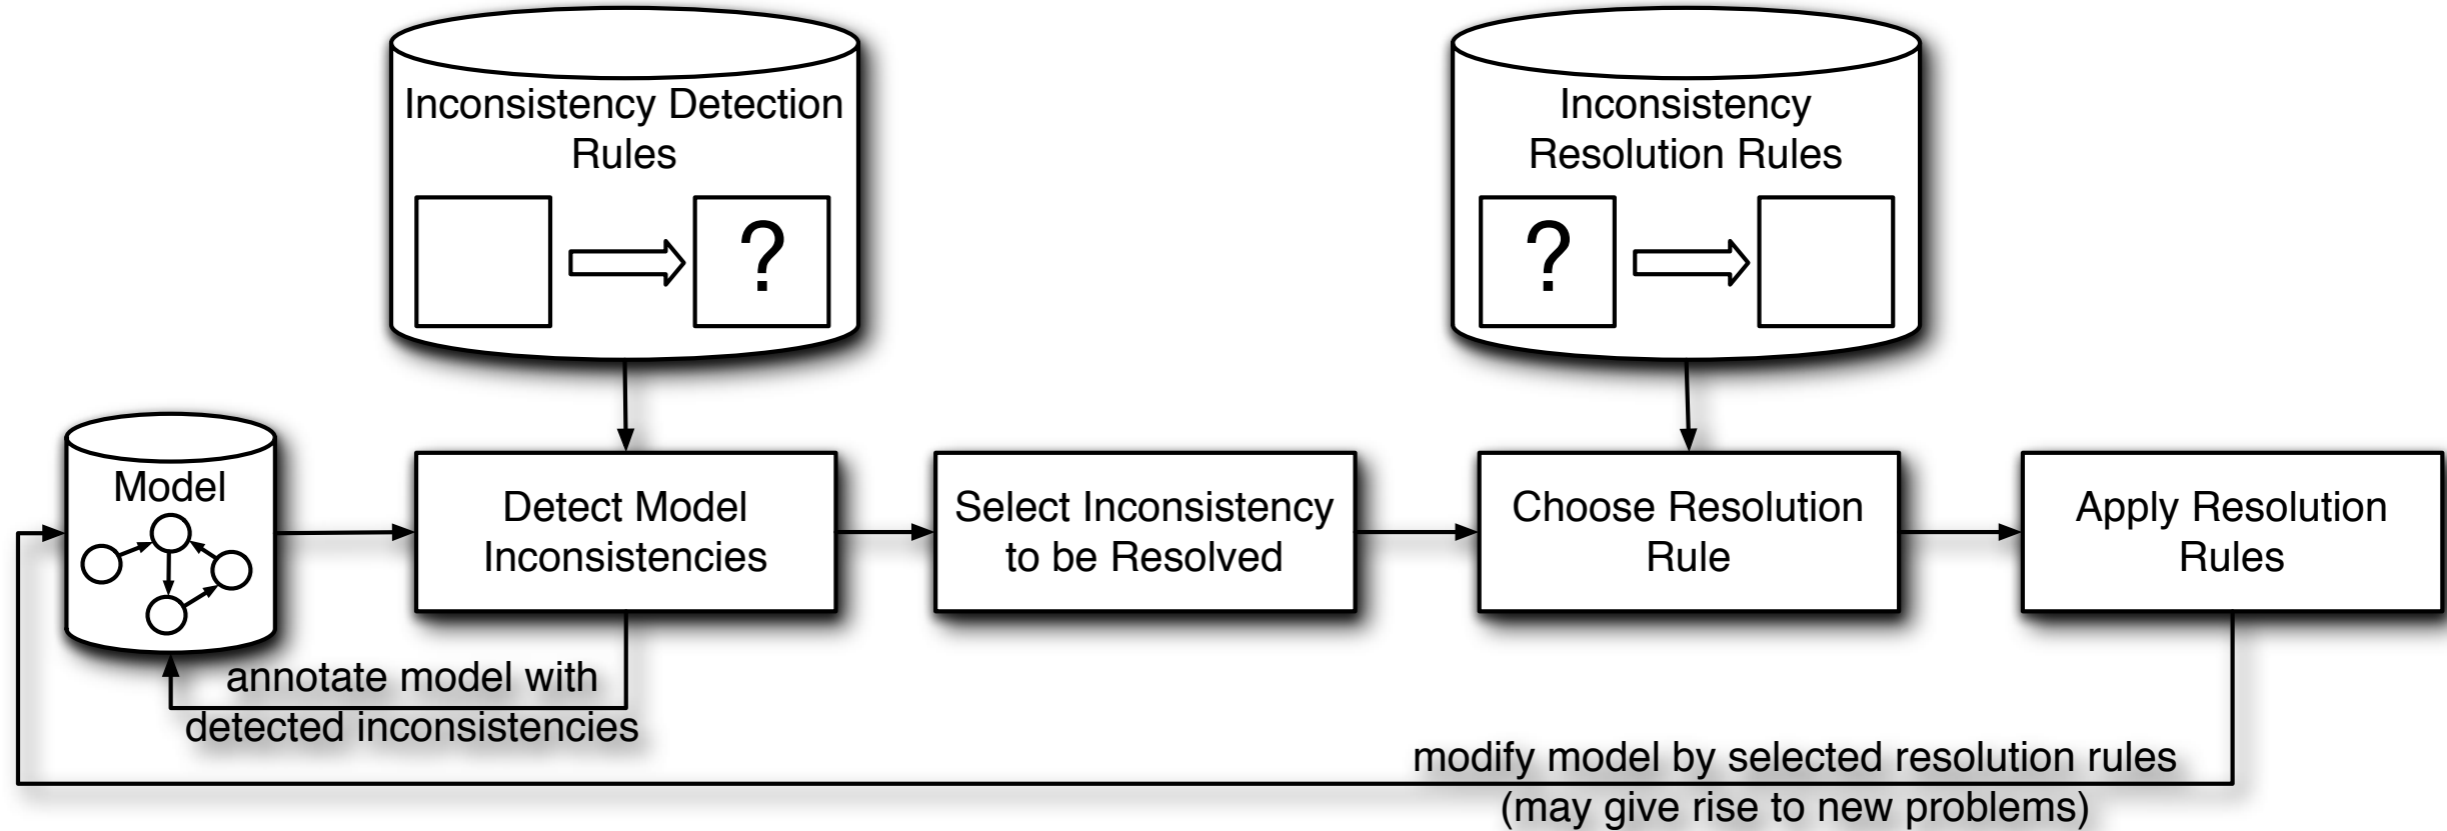 Inconsistency Detection
Rules
?
Inconsistency
Resolution Rules
?
Model
Detect Model
Inconsistencies
Select Inconsistency
to be Resolved
Choose Resolution
Rule
Apply Resolution
Rules
annotate model with
detected inconsistencies
modify model by selected resolution rules
(may give rise to new problems)